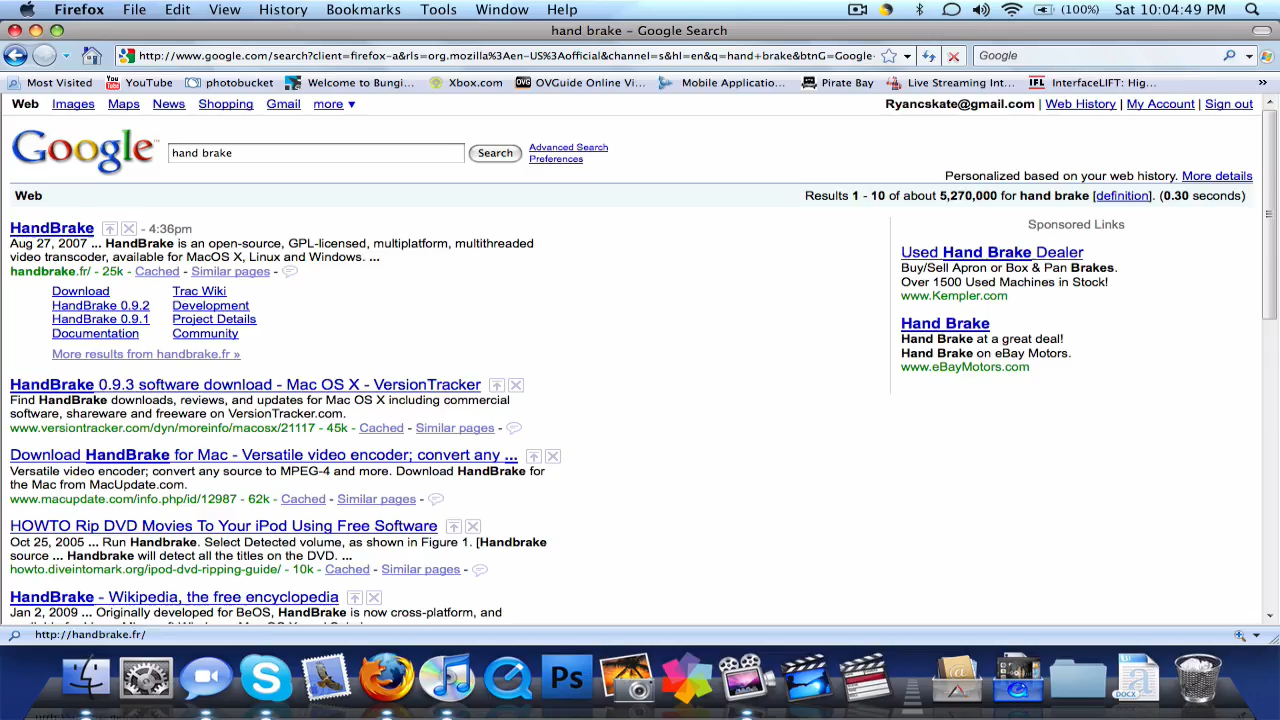 Firefox File Edit View History Bookmarks Tools Window Help (100%) Sat 10:04:49 PM
hand brake - Google Search
http://www.google.com/search?client=firefox-a&rls=org.mozilla%3Aen-US%3Aofficial&channel=s&hl=en&q=hand+brake&btnG=Google- Google
Most Visited YouTube photobucket Welcome to Bungi... Xbox.com OVGuide Online Vi... Mobile Applicatio... Pirate Bay Live Streaming Int... InterfaceLIFT: Hig... »
Web Images Maps News Shopping Gmail more ▼ Ryancskate@gmail.com | Web History | My Account | Sign out
Google™ hand brake Search Advanced Search
Preferences
Personalized based on your web history. More details
Web Results 1 - 10 of about 5,270,000 for hand brake [definition]. (0.30 seconds)
HandBrake - 4:36pm
Aug 27, 2007 ... HandBrake is an open-source, GPL-licensed, multiplatform, multithreaded
video transcoder, available for MacOS X, Linux and Windows. ...
handbrake.fr/ - 25k - Cached - Similar pages -
Download Trac Wiki
HandBrake 0.9.2 Development
HandBrake 0.9.1 Project Details
Documentation Community
More results from handbrake.fr »
HandBrake 0.9.3 software download - Mac OS X - VersionTracker
Find HandBrake downloads, reviews, and updates for Mac OS X including commercial
software, shareware and freeware on VersionTracker.com.
www.versiontracker.com/dyn/moreinfo/macosx/21117 - 45k - Cached - Similar pages -
Download HandBrake for Mac - Versatile video encoder; convert any ...
Versatile video encoder; convert any source to MPEG-4 and more. Download HandBrake for
the Mac from MacUpdate.com.
www.macupdate.com/info.php/id/12987 - 62k - Cached - Similar pages -
HOWTO Rip DVD Movies To Your iPod Using Free Software
Oct 25, 2005 ... Run Handbrake. Select Detected volume, as shown in Figure 1. [Handbrake
source ... Handbrake will detect all the titles on the DVD. ...
howto.diveintomark.org/ipod-dvd-ripping-guide/ - 10k - Cached - Similar pages -
HandBrake - Wikipedia, the free encyclopedia
Jan 2, 2009 ... Originally developed for BeOS, HandBrake is now cross-platform, and
Sponsored Links
Used Hand Brake Dealer
Buy/Sell Apron or Box & Pan Brakes.
Over 1500 Used Machines in Stock!
www.Kempler.com
Hand Brake
Hand Brake at a great deal!
Hand Brake on eBay Motors.
www.eBayMotors.com
http://handbrake.fr/
Ps
DOCX